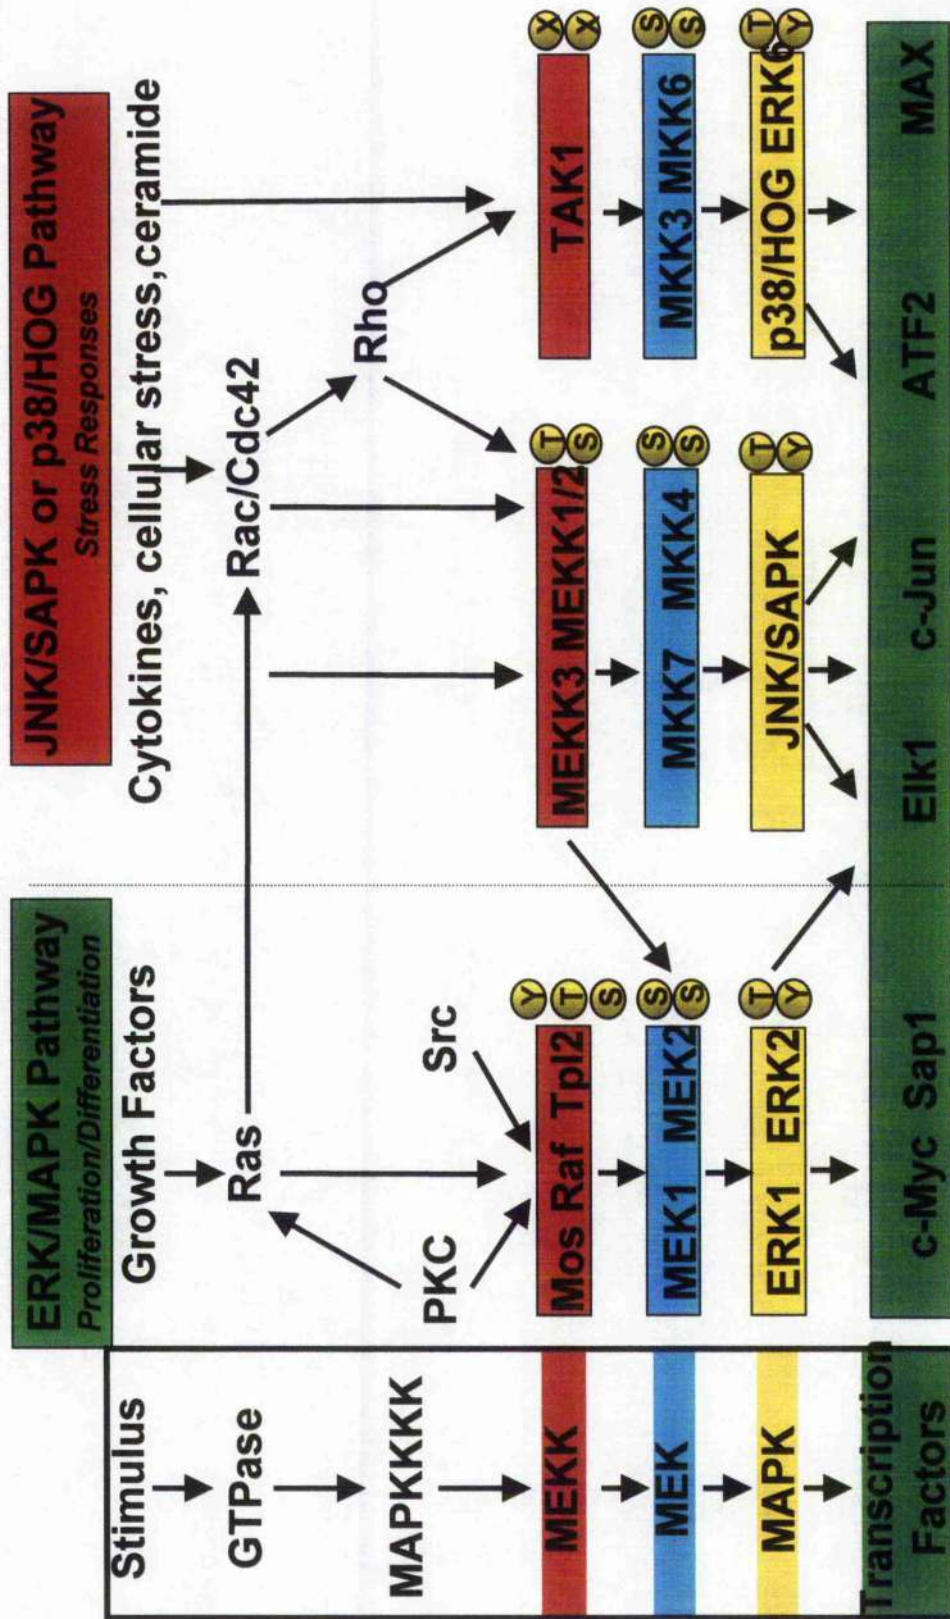 ERK/MAPK Pathway
Proliferation/Differentiation
JNK/SAPK or p38/HOG Pathway
Stress Responses
Stimulus
Growth Factors
Cytokines, cellular stress, ceramide
GTPase
Ras
Rac/Cdc42
Rho
MAPKKKK
PKC
Src
MEKK
Mos Raf Tpl2
Y
T
S
MEKK3 MEKK1/2
T
S
TAK1
X
X
MEK
MEK1 MEK2
S
S
MKK7 MKK4
S
S
MKK3 MKK6
S
S
MAPK
ERK1 ERK2
T
Y
JNK/SAPK
T
Y
p38/HOG ERK6
T
Y
Transcription
Factors
c-Myc Sap1 Elk1 c-Jun ATF2 MAX